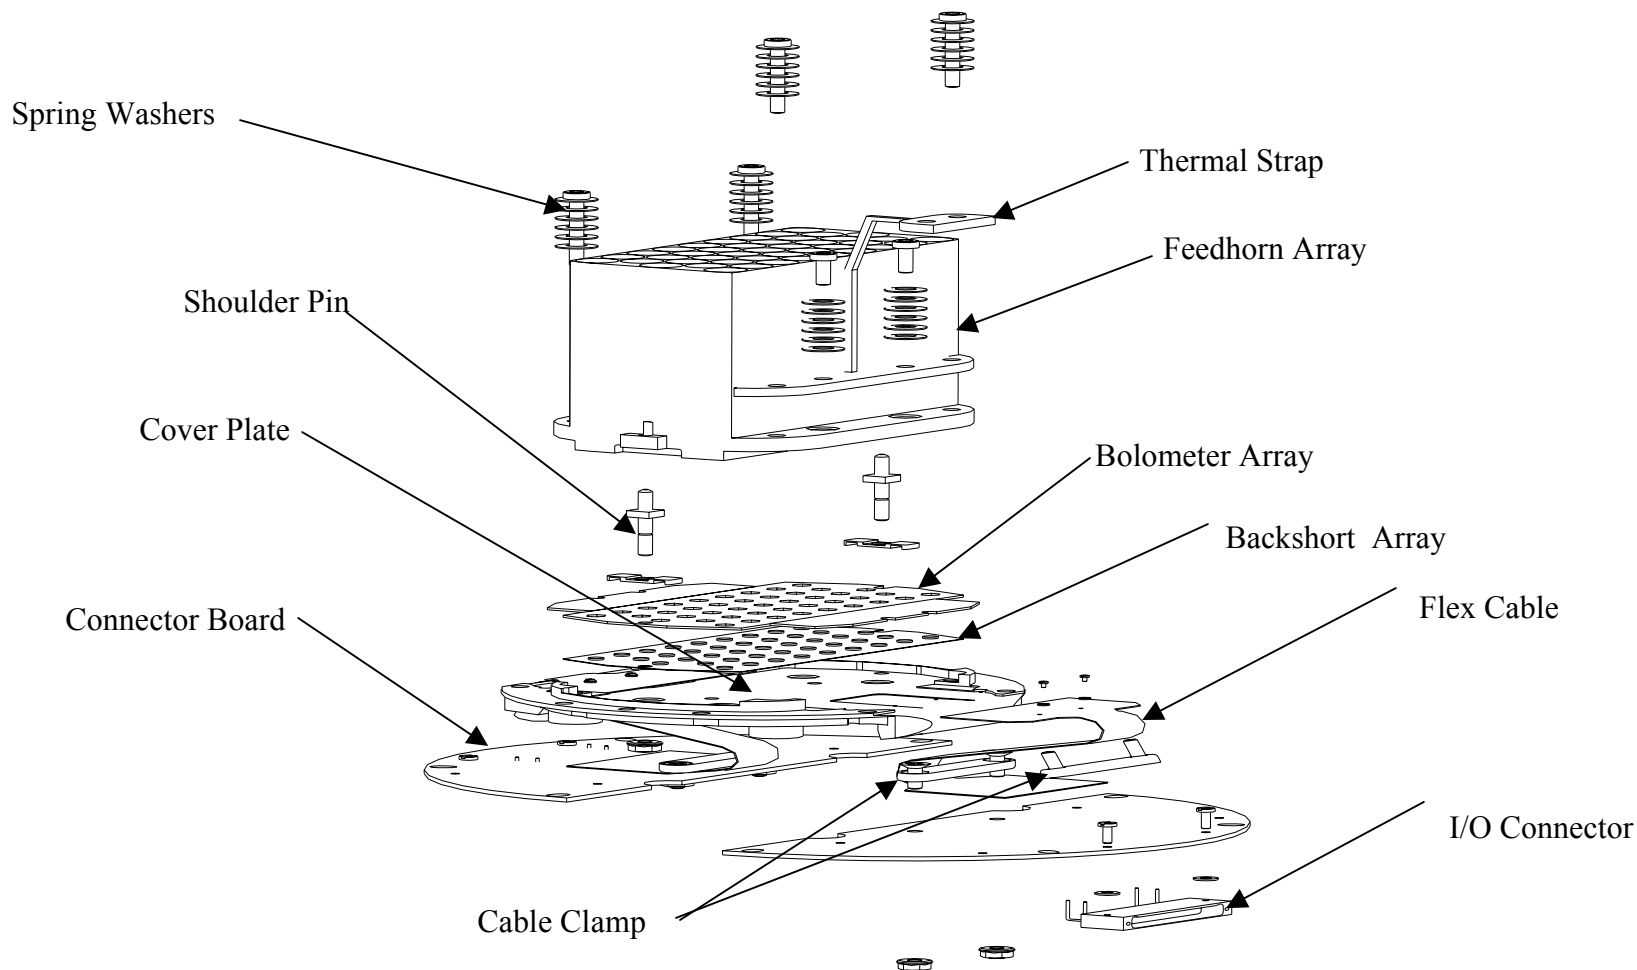 Spring Washers
Thermal Strap
Feedhorn Array
Shoulder Pin
Cover Plate
Bolometer Array
Backshort  Array
Flex Cable
Connector Board
I/O Connector
Cable Clamp